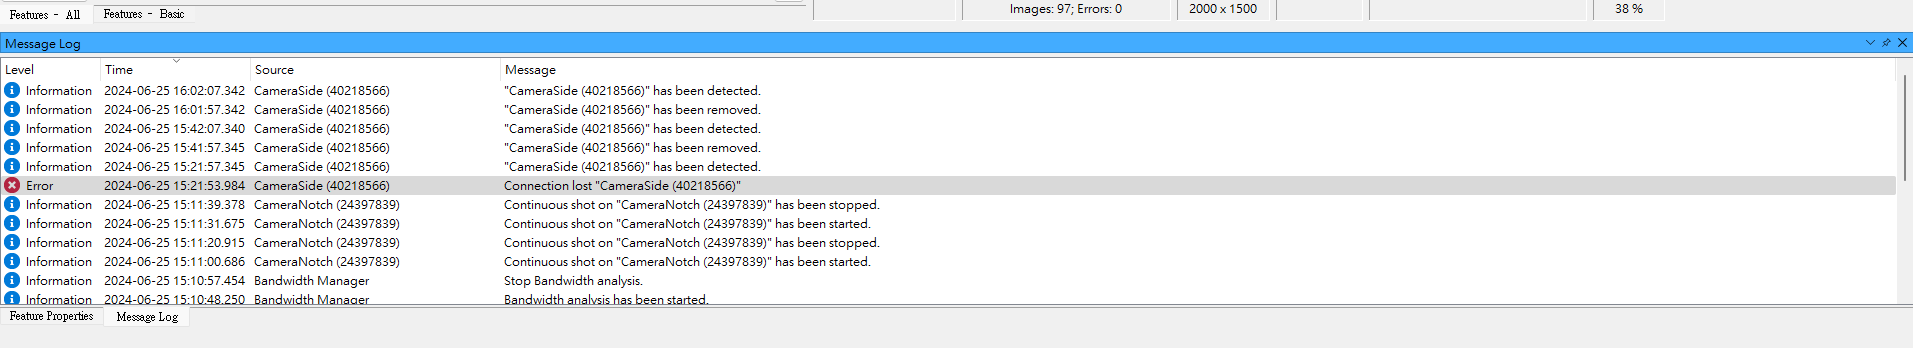 Features - All
Features - Basic
Images: 97; Errors: 0
2000 x 1500
38 %
Message Log
Level Time Source Message
Information 2024-06-25 16:02:07.342 CameraSide (40218566) "CameraSide (40218566)" has been detected.
Information 2024-06-25 16:01:57.342 CameraSide (40218566) "CameraSide (40218566)" has been removed.
Information 2024-06-25 15:42:07.340 CameraSide (40218566) "CameraSide (40218566)" has been detected.
Information 2024-06-25 15:41:57.345 CameraSide (40218566) "CameraSide (40218566)" has been removed.
Information 2024-06-25 15:21:57.345 CameraSide (40218566) "CameraSide (40218566)" has been detected.
Error 2024-06-25 15:21:53.984 CameraSide (40218566) Connection lost "CameraSide (40218566)"
Information 2024-06-25 15:11:39.378 CameraNotch (24397839) Continuous shot on "CameraNotch (24397839)" has been stopped.
Information 2024-06-25 15:11:31.675 CameraNotch (24397839) Continuous shot on "CameraNotch (24397839)" has been started.
Information 2024-06-25 15:11:20.915 CameraNotch (24397839) Continuous shot on "CameraNotch (24397839)" has been stopped.
Information 2024-06-25 15:11:00.686 CameraNotch (24397839) Continuous shot on "CameraNotch (24397839)" has been started.
Information 2024-06-25 15:10:57.454 Bandwidth Manager Stop Bandwidth analysis.
Information 2024-06-25 15:10:48.250 Bandwidth Manager Bandwidth analysis has been started.
Feature Properties
Message Log